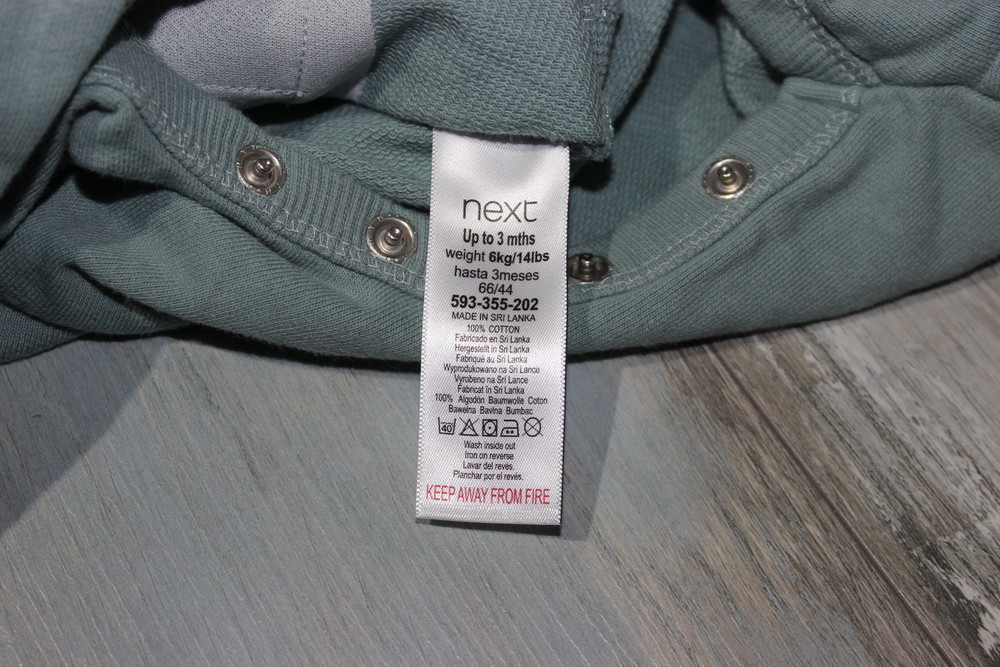 next
Up to 3 mths
weight 6kg/14lbs
hasta 3meses
66/44
593-355-202
MADE IN SRI LANKA
100% COTTON
Fabricado en Sri Lanka
Hergestellt in Sri Lanka
Fabriqué au Sri Lanka
Wyprodukowano na Sri Lance
Vyrobeno na Srí Lance
Fabricat în Sri Lanka
100% Algodón Baumwolle Coton
Bawełna Bavlna Bumbac
40
Wash inside out
Iron on reverse
Lavar del revés.
Planchar por el revés.
KEEP AWAY FROM FIRE